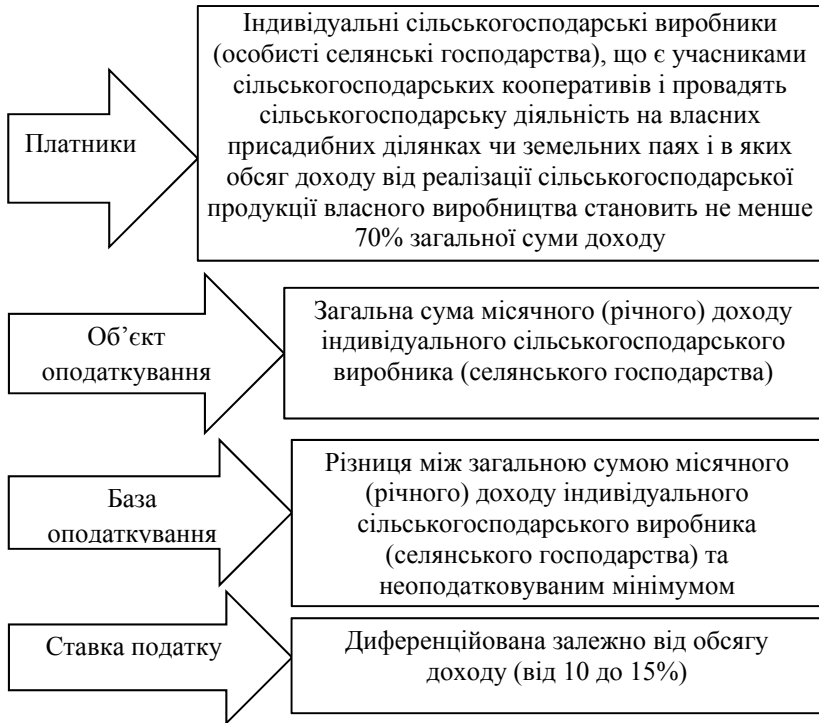 Платники
Індивідуальні сільськогосподарські виробники
(особисті селянські господарства), що є учасниками
сільськогосподарських кооперативів і провадять
сільськогосподарську діяльність на власних
присадибних ділянках чи земельних паях і в яких
обсяг доходу від реалізації сільськогосподарської
продукції власного виробництва становить не менше
70% загальної суми доходу
Об’єкт
оподаткування
Загальна сума місячного (річного) доходу
індивідуального сільськогосподарського
виробника (селянського господарства)
База
оподаткування
Різниця між загальною сумою місячного
(річного) доходу індивідуального
сільськогосподарського виробника
(селянського господарства) та
неоподатковуваним мінімумом
Ставка податку
Диференційована залежно від обсягу
доходу (від 10 до 15%)